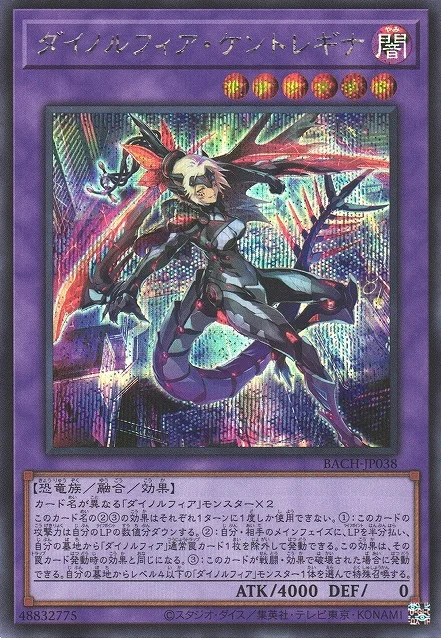 ダイノルフィア・ケントレギナ
闇
BACH-JP038
【恐竜族/融合/効果】
カード名が異なる「ダイノルフィア」モンスター×2
このカード名の②③の効果はそれぞれ1ターンに1度しか使用できない。①:このカードの
攻撃力は自分のLPの数値分ダウンする。②:自分・相手のメインフェイズに、LPを半分払い、
自分の墓地から「ダイノルフィア」通常罠カード1枚を除外して発動できる。この効果は、その
罠カード発動時の効果と同じになる。③:このカードが戦闘・効果で破壊された場合に発動
できる。自分の墓地からレベル4以下の「ダイノルフィア」モンスター1体を選んで特殊召喚する。
ATK/4000 DEF/ 0
48832775 ©スタジオ・ダイス/集英社・テレビ東京・KONAMI